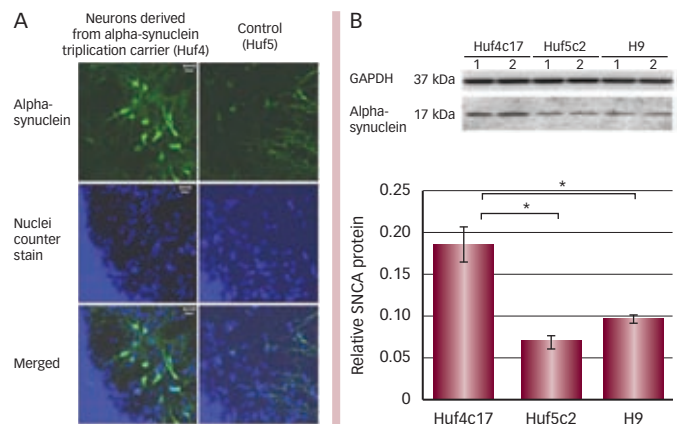 A
Neurons derived
from alpha-synuclein
triplication carrier (Huf4)
Control
(Huf5)
Alpha-
synuclein
Nuclei
counter
stain
Merged
B
Huf4c17 Huf5c2 H9
1 2 1 2 1 2
GAPDH 37 kDa
Alpha-
synuclein
17 kDa
Relative SNCA protein
0.25
0.20
0.15
0.10
0.05
0
*
*
Huf4c17 Huf5c2 H9